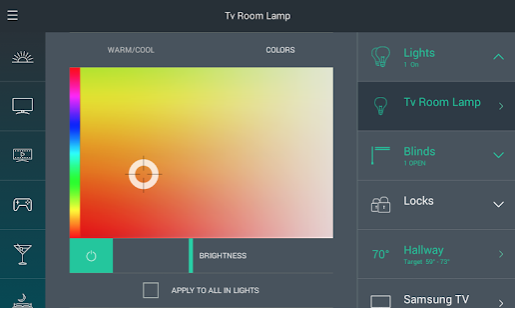 Tv Room Lamp
WARM/COOL
COLORS
BRIGHTNESS
APPLY TO ALL IN LIGHTS
Lights
1 On
Tv Room Lamp
Blinds
1 OPEN
Locks
70°
Hallway
Target 59° - 73°
Samsung TV